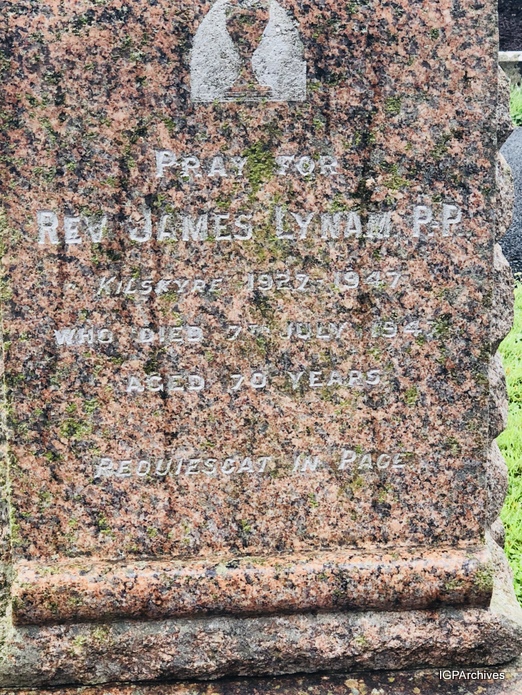 PRAY FOR
REV JAMES LYNAM. P.P.
KILSKYRE 1927-1947
WHO DIED 7TH JULY 1947
AGED 70 YEARS
REQUIESCAT IN PACE
IGPArchives